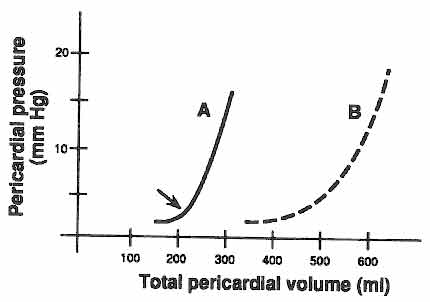 Pericardial pressure
(mm Hg)
20
10
A
B
100 200 300 400 500 600
Total pericardial volume (ml)